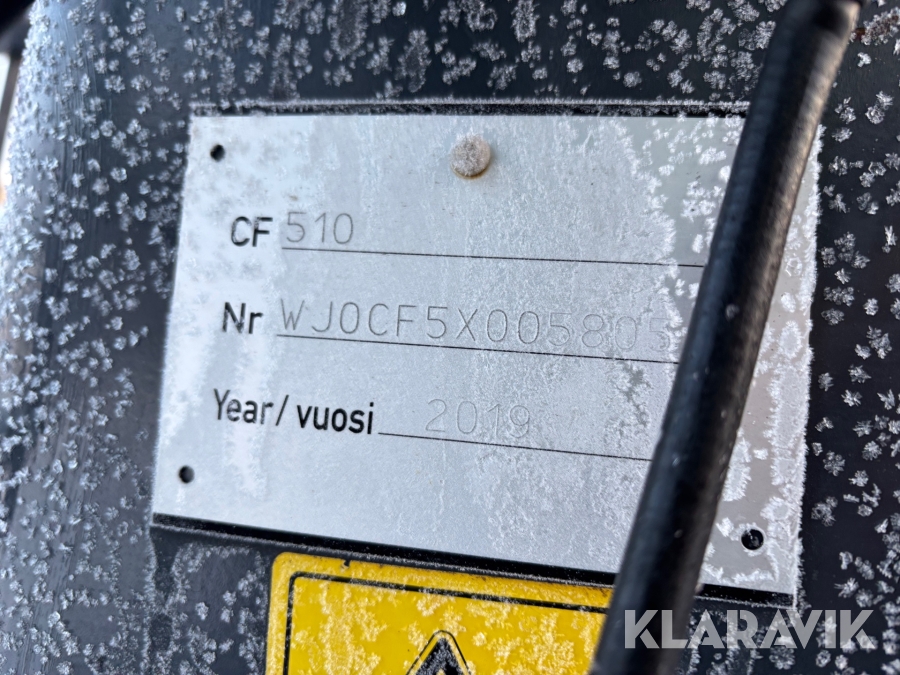 CF 510
Nr WJ0CF5X005805
Year/vuosi 2019
KLARAVIK